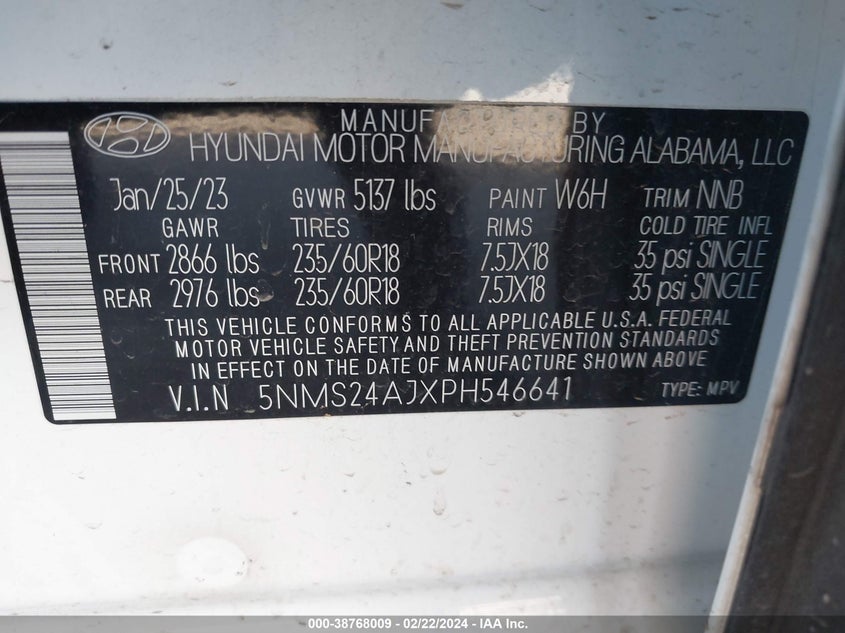 MANUFACTURED BY
HYUNDAI MOTOR MANUFACTURING ALABAMA, LLC
Jan/25/23 GVWR 5137 lbs PAINT W6H TRIM NNB
GAWR TIRES RIMS COLD TIRE INFL
FRONT 2866 lbs 235/60R18 7.5JX18 35 psi SINGLE
REAR 2976 lbs 235/60R18 7.5JX18 35 psi SINGLE
THIS VEHICLE CONFORMS TO ALL APPLICABLE U.S.A. FEDERAL
MOTOR VEHICLE SAFETY AND THEFT PREVENTION STANDARDS
IN EFFECT ON THE DATE OF MANUFACTURE SHOWN ABOVE
V.I.N 5NMS24AJXPH546641 TYPE: MPV
000-38768009 - 02/22/2024 - IAA Inc.